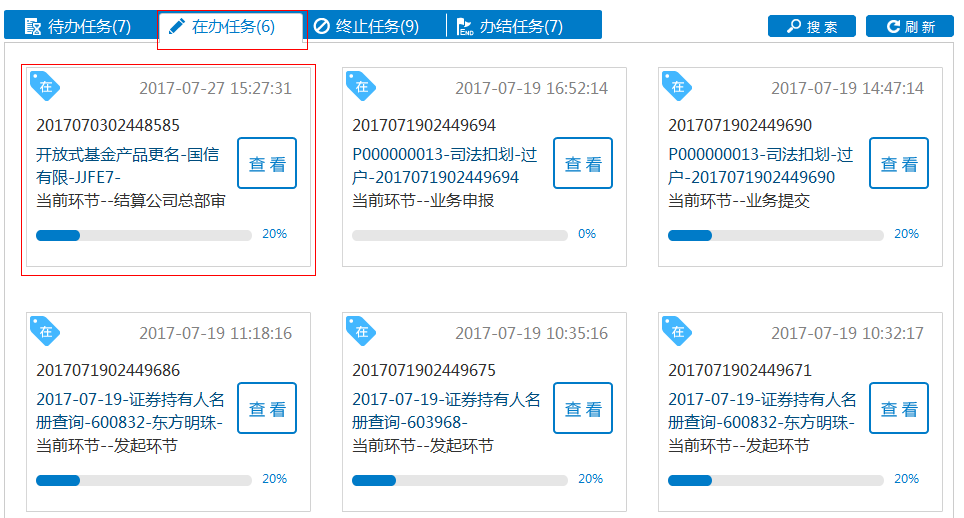 待办任务(7)
在办任务(6)
终止任务(9)
END
办结任务(7)
搜 索
刷 新
在
2017-07-27 15:27:31
2017070302448585
开放式基金产品更名-国信
有限-JJFE7-
当前环节--结算公司总部审
查 看
20%
在
2017-07-19 16:52:14
2017071902449694
P000000013-司法扣划-过
户-2017071902449694
当前环节--业务申报
查 看
0%
在
2017-07-19 14:47:14
2017071902449690
P000000013-司法扣划-过
户-2017071902449690
当前环节--业务提交
查 看
20%
在
2017-07-19 11:18:16
2017071902449686
2017-07-19-证券持有人名
册查询-600832-东方明珠-
当前环节--发起环节
查 看
20%
在
2017-07-19 10:35:16
2017071902449675
2017-07-19-证券持有人名
册查询-603968-
当前环节--发起环节
查 看
20%
在
2017-07-19 10:32:17
2017071902449671
2017-07-19-证券持有人名
册查询-600832-东方明珠-
当前环节--发起环节
查 看
20%